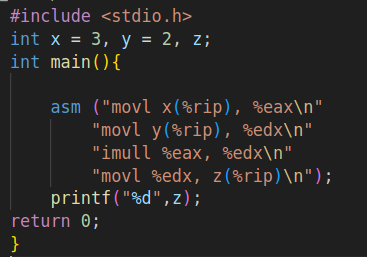 #include <stdio.h>
int x = 3, y = 2, z;
int main(){
asm ("movl x(%rip), %eax\n"
"movl y(%rip), %edx\n"
"imull %eax, %edx\n"
"movl %edx, z(%rip)\n");
printf("%d",z);
return 0;
}